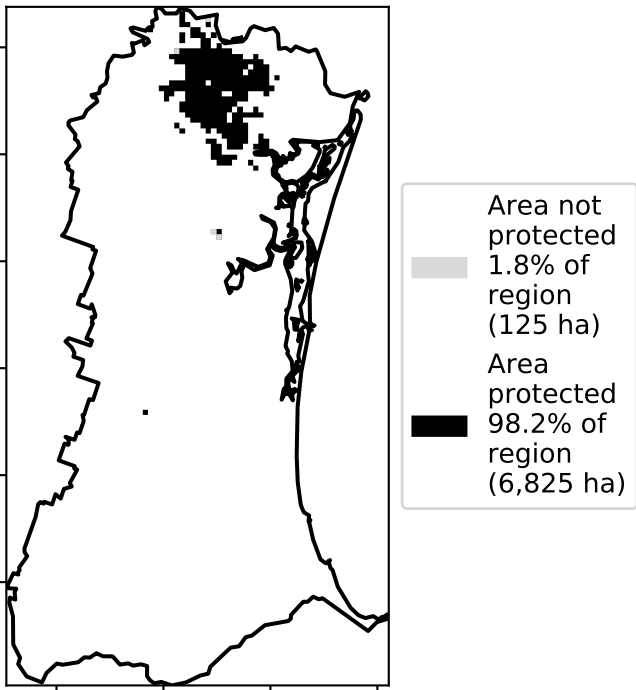 Area not
protected
1.8% of
region
(125 ha)
Area
protected
98.2% of
region
(6,825 ha)